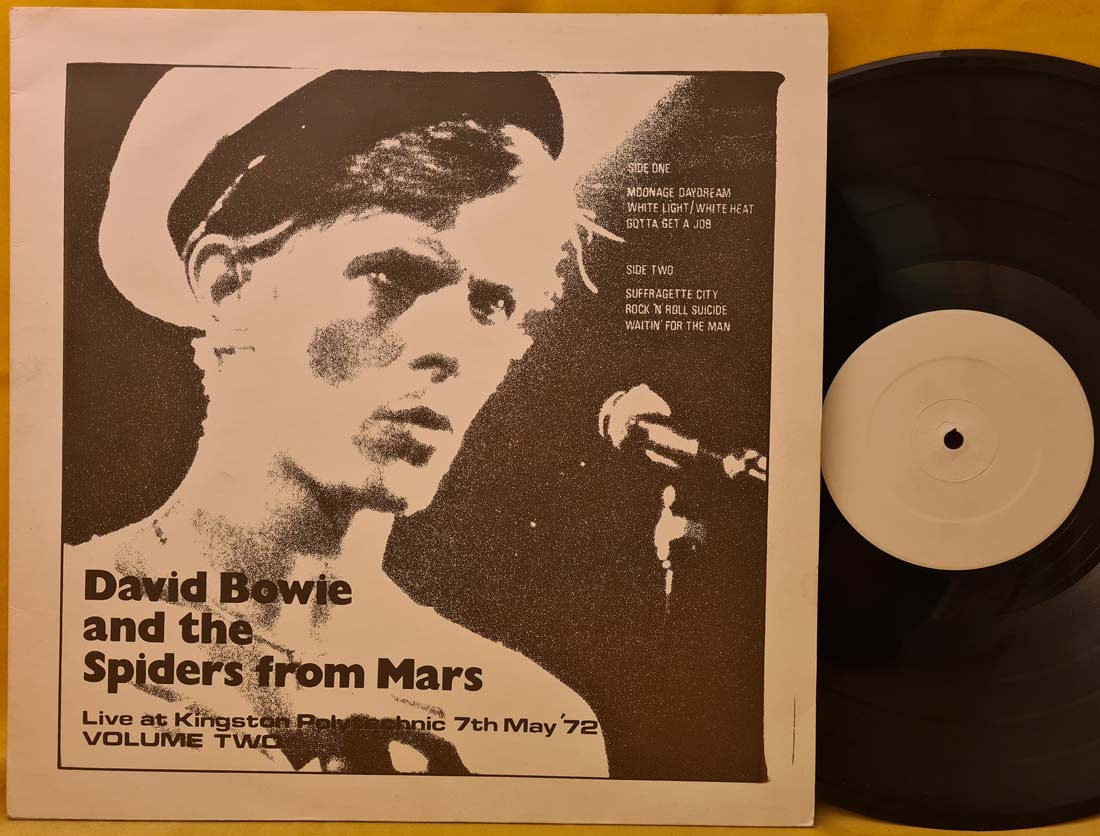 SIDE ONE
MOONAGE DAYDREAM
WHITE LIGHT/WHITE HEAT
GOTTA GET A JOB
SIDE TWO
SUFFRAGETTE CITY
ROCK 'N' ROLL SUICIDE
WAITIN' FOR THE MAN
David Bowie
and the
Spiders from Mars
Live at Kingston Polytechnic 7th May '72
VOLUME TWO